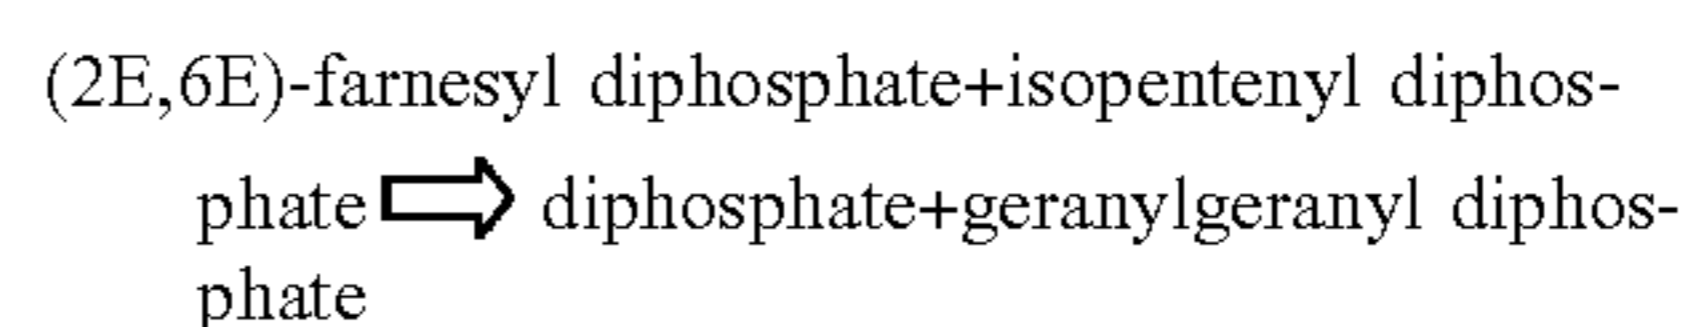 (2E,6E)-farnesyl diphosphate+isopentenyl diphos-
phate ⇨ diphosphate+geranylgeranyl diphos-
phate